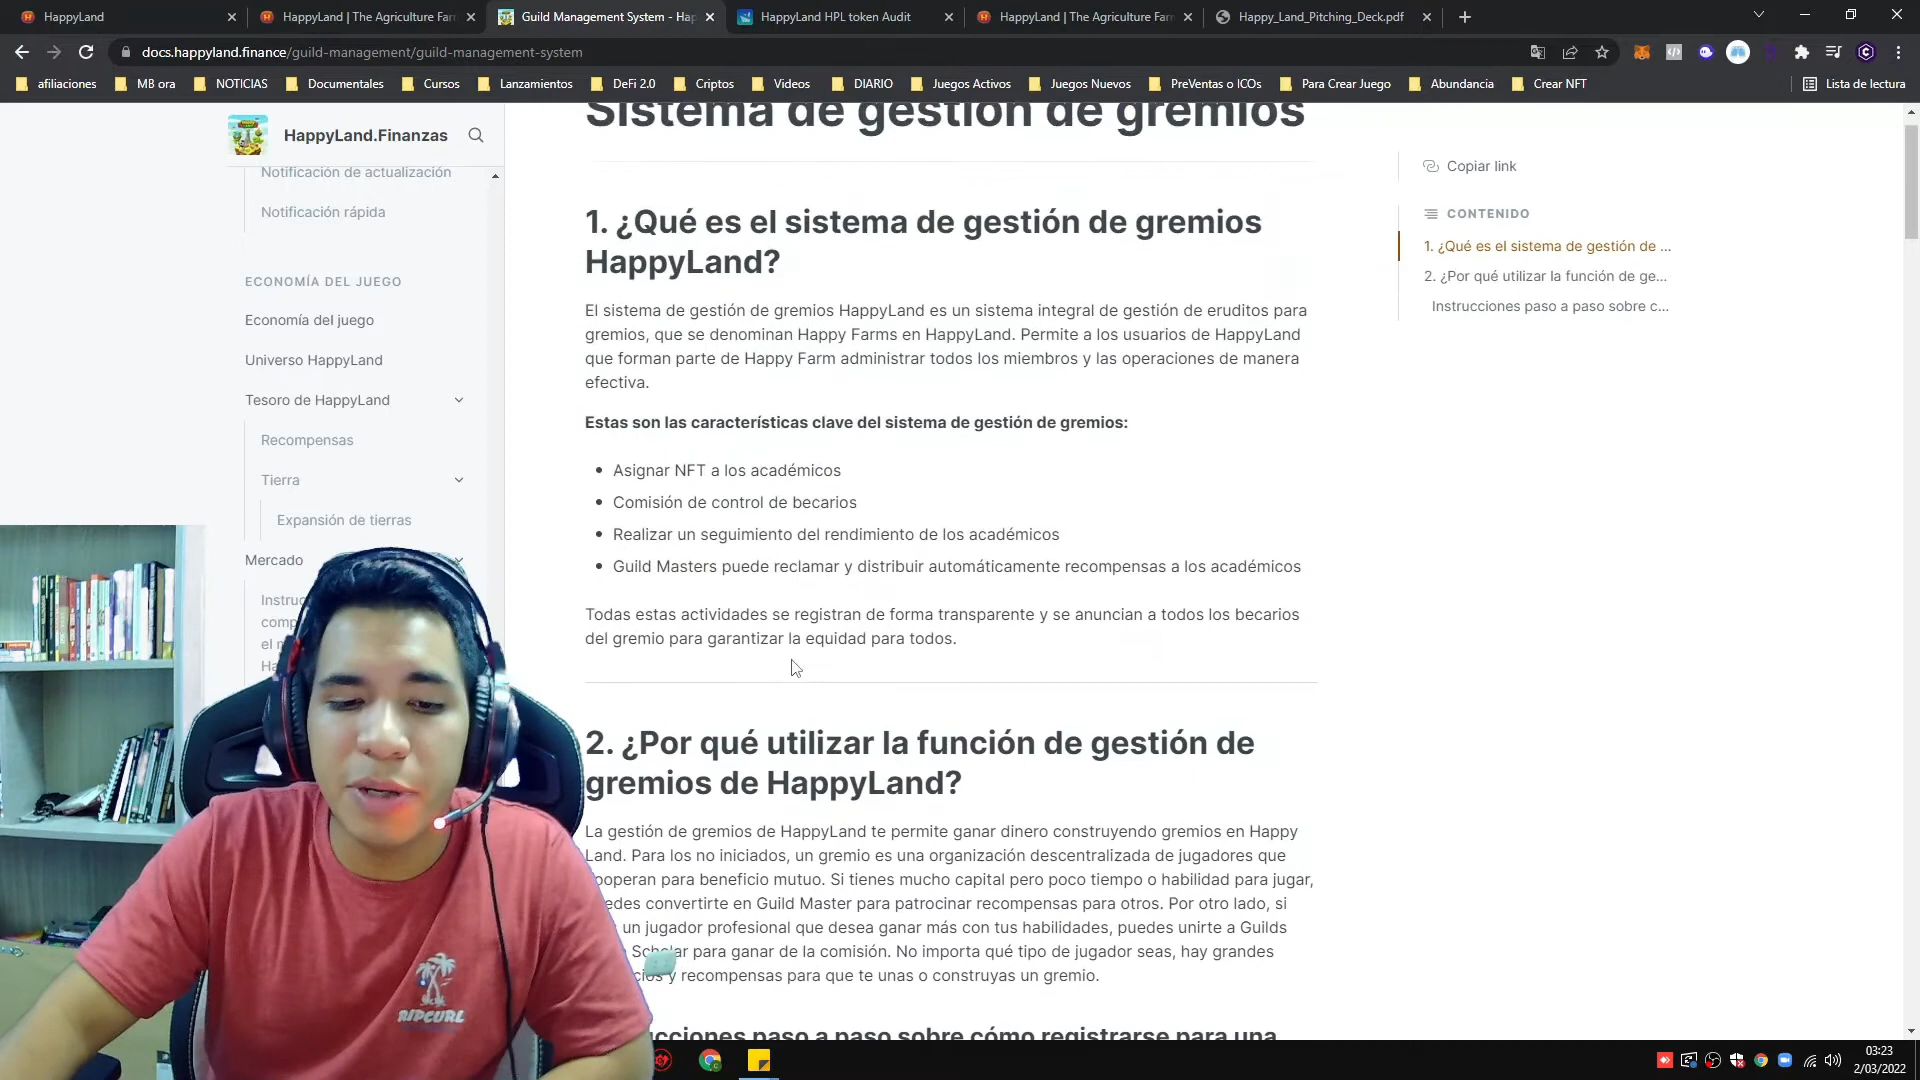 HappyLand
HappyLand | The Agriculture Far
Guild Management System - Hap
HappyLand HPL token Audit
HappyLand | The Agriculture Far
Happy_Land_Pitching_Deck.pdf
docs.happyland.finance/guild-management/guild-management-system
afiliaciones
MB ora
NOTICIAS
Documentales
Cursos
Lanzamientos
DeFi 2.0
Criptos
Videos
DIARIO
Juegos Activos
Juegos Nuevos
PreVentas o ICOs
Para Crear Juego
Abundancia
Crear NFT
Lista de lectura
HappyLand.Finanzas
Notificación de actualización
Notificación rápida
ECONOMÍA DEL JUEGO
Economía del juego
Universo HappyLand
Tesoro de HappyLand
Recompensas
Tierra
Expansión de tierras
Mercado
Instruc
comp
el m
Ha
Sistema de gestión de gremios
1. ¿Qué es el sistema de gestión de gremios
HappyLand?
El sistema de gestión de gremios HappyLand es un sistema integral de gestión de eruditos para
gremios, que se denominan Happy Farms en HappyLand. Permite a los usuarios de HappyLand
que forman parte de Happy Farm administrar todos los miembros y las operaciones de manera
efectiva.
Estas son las características clave del sistema de gestión de gremios:
• Asignar NFT a los académicos
• Comisión de control de becarios
• Realizar un seguimiento del rendimiento de los académicos
• Guild Masters puede reclamar y distribuir automáticamente recompensas a los académicos
Todas estas actividades se registran de forma transparente y se anuncian a todos los becarios
del gremio para garantizar la equidad para todos.
2. ¿Por qué utilizar la función de gestión de
gremios de HappyLand?
La gestión de gremios de HappyLand te permite ganar dinero construyendo gremios en Happy
Land. Para los no iniciados, un gremio es una organización descentralizada de jugadores que
ooperan para beneficio mutuo. Si tienes mucho capital pero poco tiempo o habilidad para jugar,
edes convertirte en Guild Master para patrocinar recompensas para otros. Por otro lado, si
un jugador profesional que desea ganar más con tus habilidades, puedes unirte a Guilds
Scholar para ganar de la comisión. No importa qué tipo de jugador seas, hay grandes
cios y recompensas para que te unas o construyas un gremio.
cciones paso a paso sobre cómo registrarse para una
Copiar link
CONTENIDO
1. ¿Qué es el sistema de gestión de ...
2. ¿Por qué utilizar la función de ge...
Instrucciones paso a paso sobre c...
RIPCURL
03:23
2/03/2022